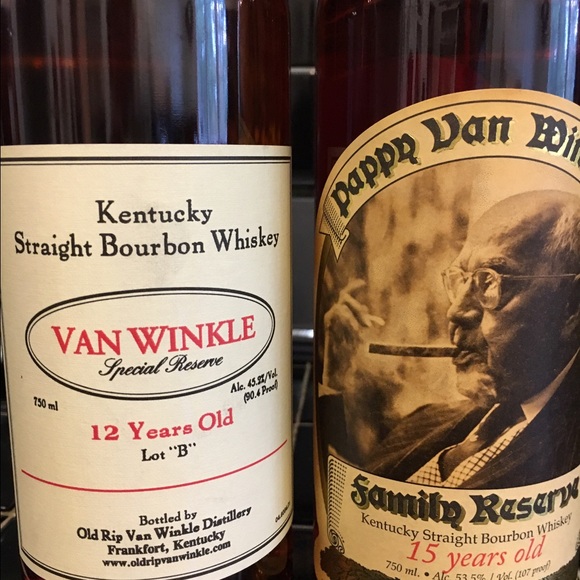 Kentucky
Straight Bourbon Whiskey
VAN WINKLE
Special Reserve
750 ml
Alc. 45.2%/Vol.
(90.4 Proof)
12 Years Old
Lot "B"
Bottled by
Old Rip Van Winkle Distillery
Frankfort, Kentucky
www.oldripvanwinkle.com
Pappy Van Win
Family Reserve
Kentucky Straight Bourbon Whiskey
15 years old
750 ml. • Alc. 53.5% / Vol. (107 proof)